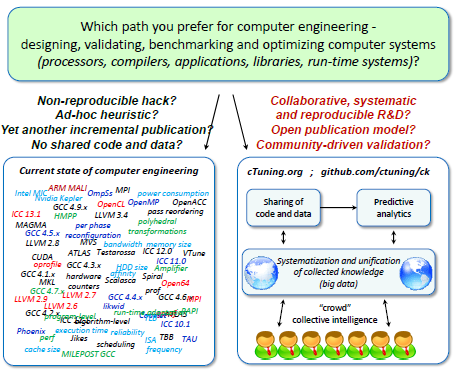 Which path you prefer for computer engineering -
designing, validating, benchmarking and optimizing computer systems
(processors, compilers, applications, libraries, run-time systems)?
Non-reproducible hack?
Ad-hoc heuristic?
Yet another incremental publication?
No shared code and data?
Collaborative, systematic
and reproducible R&D?
Open publication model?
Community-driven validation?
Current state of computer engineering
ARM MALI
Intel MIC
OmpSs MPI
power consumption
Nvidia Kepler
GCC 4.9.x
OpenCL
OpenMP
OpenACC
ICC 13.1
HMPP
LLVM 3.4
pass reordering
MAGMA
per phase
reconfiguration
polyhedral
transformations
GCC 4.5.x
LLVM 2.8
MVS
bandwidth memory size
ATLAS
Testarossa
ICC 12.0
VTune
CUDA
oprofile
GCC 4.3.x
HDD size
ICC 11.0
Amplifier
GCC 4.1.x
hardware
counters
affinity
Scalasca
Spiral
prof
Open64
MKL
GCC 4.7.x
LLVM 2.7
LLVM 2.9
GCC 4.4.x
GCC 4.6.x
LLVM 2.6
likwid
GCC 4.2.x
PAPI
algorithm-level
ICC 10.1
Phoenix
execution time
reliability
TBB
TAU
perf
Jikes
scheduling
ISA
frequency
cache size
MILEPOST GCC
cTuning.org ; github.com/ctuning/ck
Sharing of
code and data
Predictive
analytics
Systematization and unification
of collected knowledge
(big data)
"crowd"
collective intelligence